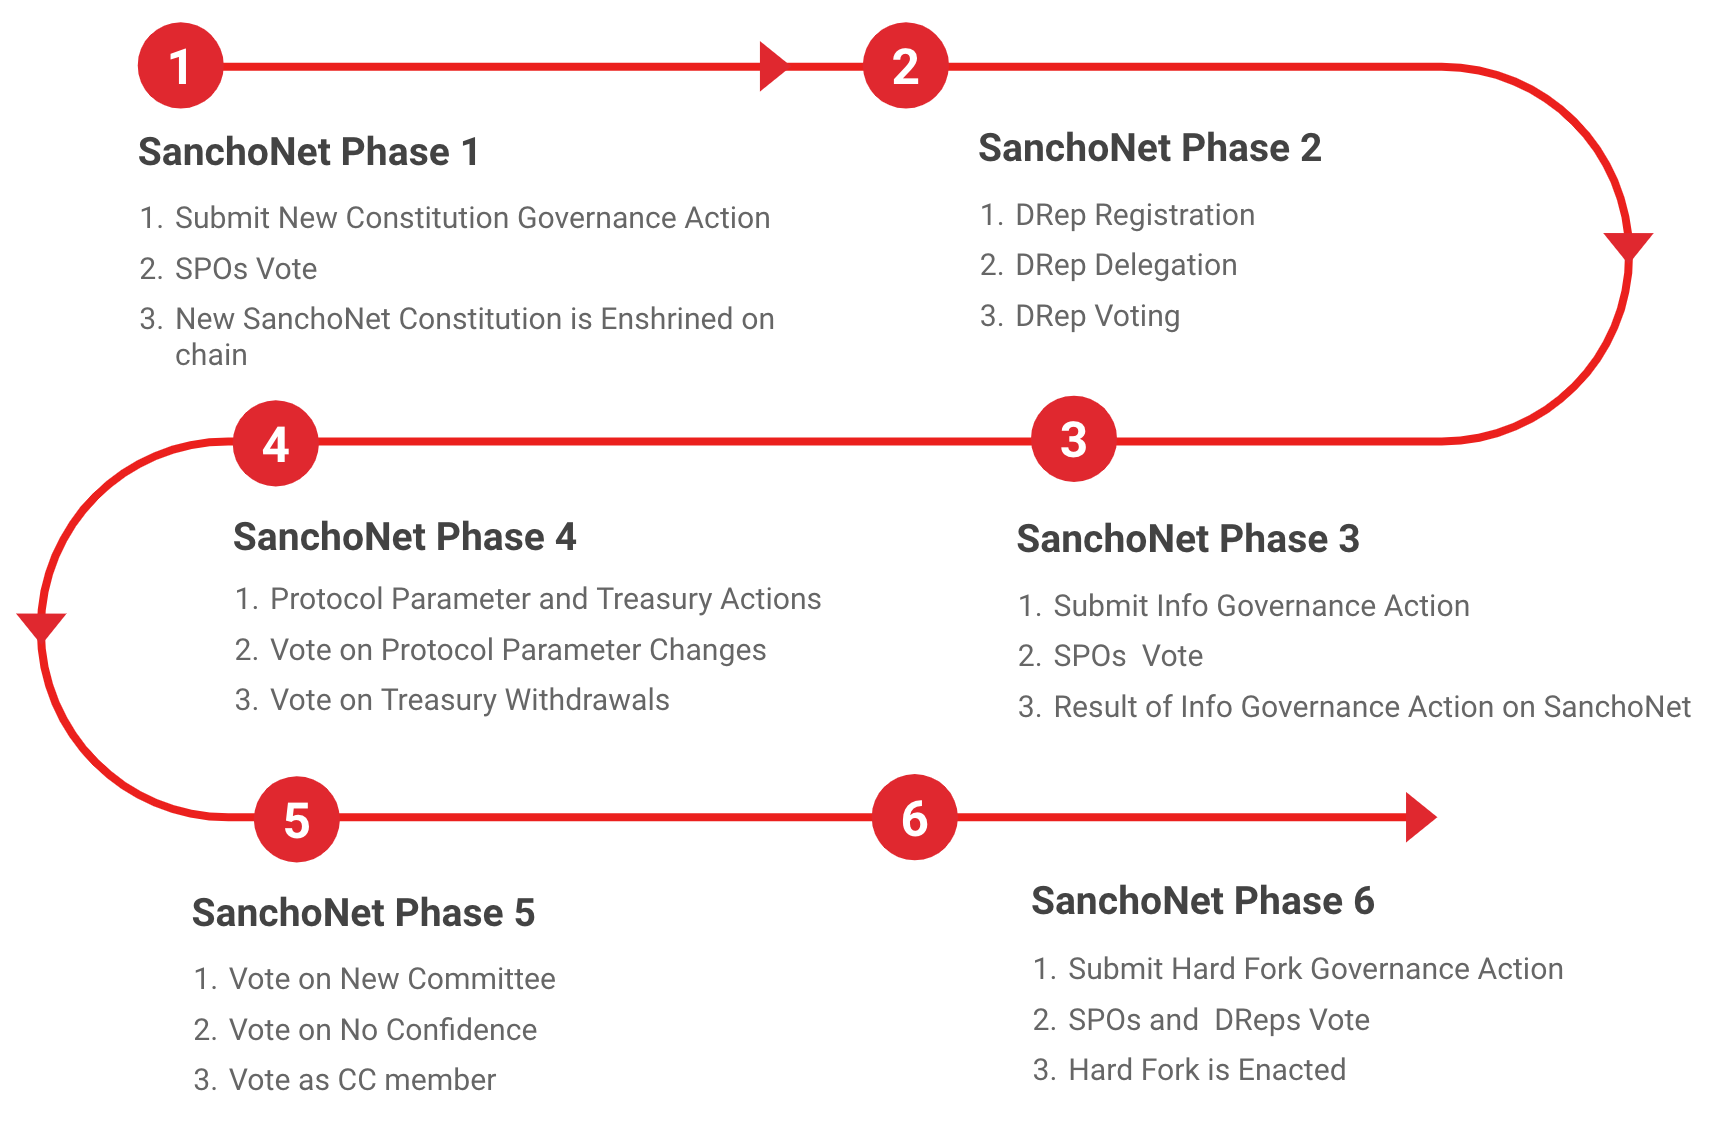 1
SanchoNet Phase 1
1. Submit New Constitution Governance Action
2. SPOs Vote
3. New SanchoNet Constitution is Enshrined on
chain
2
SanchoNet Phase 2
1. DRep Registration
2. DRep Delegation
3. DRep Voting
3
SanchoNet Phase 3
1. Submit Info Governance Action
2. SPOs  Vote
3. Result of Info Governance Action on SanchoNet
4
SanchoNet Phase 4
1. Protocol Parameter and Treasury Actions
2. Vote on Protocol Parameter Changes
3. Vote on Treasury Withdrawals
5
SanchoNet Phase 5
1. Vote on New Committee
2. Vote on No Confidence
3. Vote as CC member
6
SanchoNet Phase 6
1. Submit Hard Fork Governance Action
2. SPOs and  DReps Vote
3. Hard Fork is Enacted